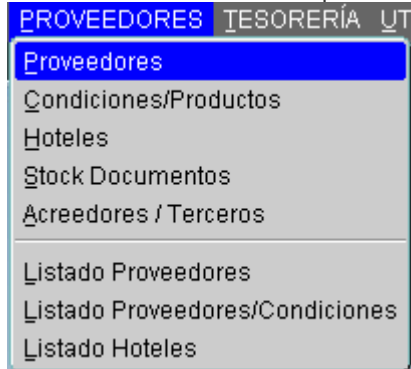 PROVEEDORES TESORERÍA UT
Proveedores
Condiciones/Productos
Hoteles
Stock Documentos
Acreedores / Terceros
Listado Proveedores
Listado Proveedores/Condiciones
Listado Hoteles